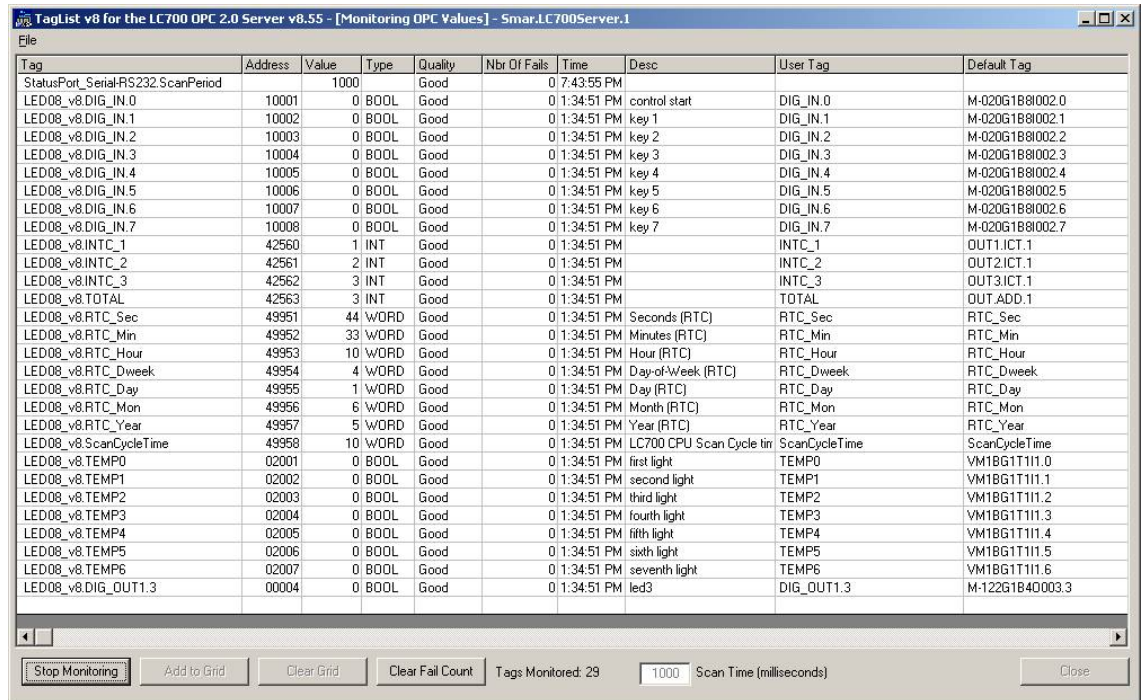 TagList v8 for the LC700 OPC 2.0 Server v8.55 - [Monitoring OPC Values] - Smar.LC700Server.1
File
Tag Address Value Type Quality Nbr Of Fails Time Desc User Tag Default Tag
StatusPort_Serial-RS232.ScanPeriod 1000 Good 0 7:43:55 PM
LED08_v8.DIG_IN.0 10001 0 BOOL Good 0 1:34:51 PM control start DIG_IN.0 M-020G1B8I002.0
LED08_v8.DIG_IN.1 10002 0 BOOL Good 0 1:34:51 PM key 1 DIG_IN.1 M-020G1B8I002.1
LED08_v8.DIG_IN.2 10003 0 BOOL Good 0 1:34:51 PM key 2 DIG_IN.2 M-020G1B8I002.2
LED08_v8.DIG_IN.3 10004 0 BOOL Good 0 1:34:51 PM key 3 DIG_IN.3 M-020G1B8I002.3
LED08_v8.DIG_IN.4 10005 0 BOOL Good 0 1:34:51 PM key 4 DIG_IN.4 M-020G1B8I002.4
LED08_v8.DIG_IN.5 10006 0 BOOL Good 0 1:34:51 PM key 5 DIG_IN.5 M-020G1B8I002.5
LED08_v8.DIG_IN.6 10007 0 BOOL Good 0 1:34:51 PM key 6 DIG_IN.6 M-020G1B8I002.6
LED08_v8.DIG_IN.7 10008 0 BOOL Good 0 1:34:51 PM key 7 DIG_IN.7 M-020G1B8I002.7
LED08_v8.INTC_1 42560 1 INT Good 0 1:34:51 PM INTC_1 OUT1.ICT.1
LED08_v8.INTC_2 42561 2 INT Good 0 1:34:51 PM INTC_2 OUT2.ICT.1
LED08_v8.INTC_3 42562 3 INT Good 0 1:34:51 PM INTC_3 OUT3.ICT.1
LED08_v8.TOTAL 42563 3 INT Good 0 1:34:51 PM TOTAL OUT.ADD.1
LED08_v8.RTC_Sec 49951 44 WORD Good 0 1:34:51 PM Seconds (RTC) RTC_Sec RTC_Sec
LED08_v8.RTC_Min 49952 33 WORD Good 0 1:34:51 PM Minutes (RTC) RTC_Min RTC_Min
LED08_v8.RTC_Hour 49953 10 WORD Good 0 1:34:51 PM Hour (RTC) RTC_Hour RTC_Hour
LED08_v8.RTC_Dweek 49954 4 WORD Good 0 1:34:51 PM Day-of-Week (RTC) RTC_Dweek RTC_Dweek
LED08_v8.RTC_Day 49955 1 WORD Good 0 1:34:51 PM Day (RTC) RTC_Day RTC_Day
LED08_v8.RTC_Mon 49956 6 WORD Good 0 1:34:51 PM Month (RTC) RTC_Mon RTC_Mon
LED08_v8.RTC_Year 49957 5 WORD Good 0 1:34:51 PM Year (RTC) RTC_Year RTC_Year
LED08_v8.ScanCycleTime 49958 10 WORD Good 0 1:34:51 PM LC700 CPU Scan Cycle tim ScanCycleTime ScanCycleTime
LED08_v8.TEMP0 02001 0 BOOL Good 0 1:34:51 PM first light TEMP0 VM1BG1T1I1.0
LED08_v8.TEMP1 02002 0 BOOL Good 0 1:34:51 PM second light TEMP1 VM1BG1T1I1.1
LED08_v8.TEMP2 02003 0 BOOL Good 0 1:34:51 PM third light TEMP2 VM1BG1T1I1.2
LED08_v8.TEMP3 02004 0 BOOL Good 0 1:34:51 PM fourth light TEMP3 VM1BG1T1I1.3
LED08_v8.TEMP4 02005 0 BOOL Good 0 1:34:51 PM fifth light TEMP4 VM1BG1T1I1.4
LED08_v8.TEMP5 02006 0 BOOL Good 0 1:34:51 PM sixth light TEMP5 VM1BG1T1I1.5
LED08_v8.TEMP6 02007 0 BOOL Good 0 1:34:51 PM seventh light TEMP6 VM1BG1T1I1.6
LED08_v8.DIG_OUT1.3 00004 0 BOOL Good 0 1:34:51 PM led3 DIG_OUT1.3 M-122G1B4O003.3
Stop Monitoring Add to Grid Clear Grid Clear Fail Count Tags Monitored: 29 1000 Scan Time (milliseconds) Close